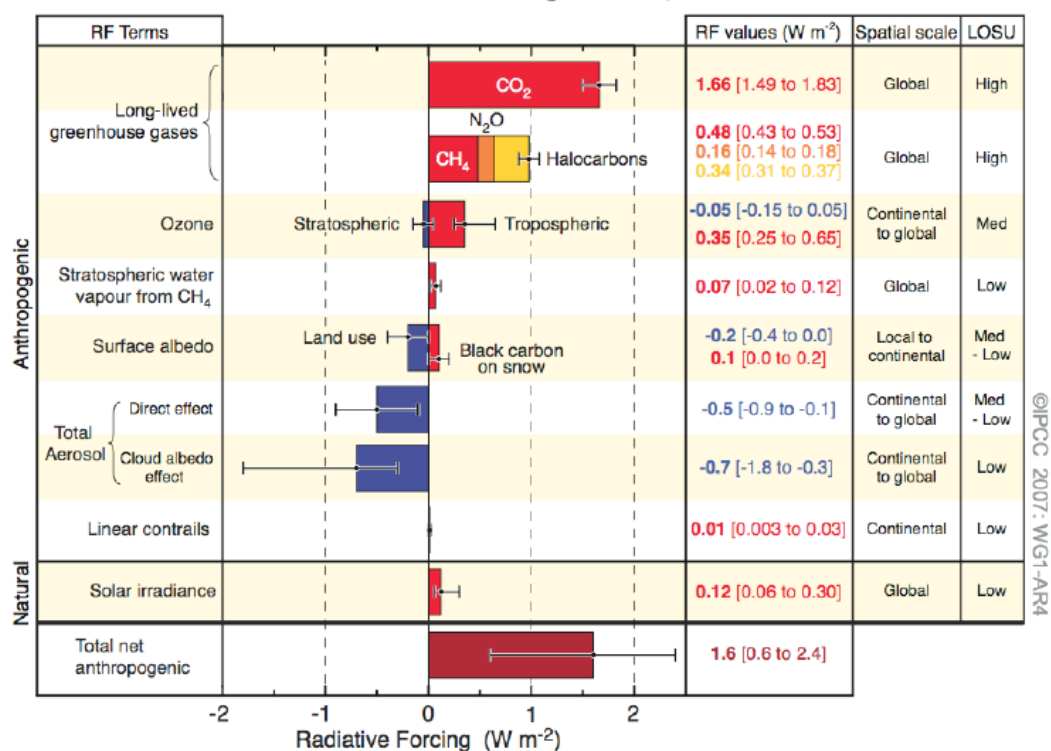 RF Terms
RF values (W m-2)
Spatial scale
LOSU
Anthropogenic
Long-lived
greenhouse gases
CO2
1.66 [1.49 to 1.83]
Global
High
N2O
CH4
Halocarbons
0.48 [0.43 to 0.53]
0.16 [0.14 to 0.18]
0.34 [0.31 to 0.37]
Global
High
Ozone
Stratospheric
Tropospheric
-0.05 [-0.15 to 0.05]
0.35 [0.25 to 0.65]
Continental
to global
Med
Stratospheric water
vapour from CH4
0.07 [0.02 to 0.12]
Global
Low
Surface albedo
Land use
Black carbon
on snow
-0.2 [-0.4 to 0.0]
0.1 [0.0 to 0.2]
Local to
continental
Med
- Low
Total
Aerosol
Direct effect
-0.5 [-0.9 to -0.1]
Continental
to global
Med
- Low
Cloud albedo
effect
-0.7 [-1.8 to -0.3]
Continental
to global
Low
Linear contrails
0.01 [0.003 to 0.03]
Continental
Low
Natural
Solar irradiance
0.12 [0.06 to 0.30]
Global
Low
Total net
anthropogenic
1.6 [0.6 to 2.4]
-2 -1 0 1 2
Radiative Forcing (W m-2)
©IPCC 2007: WG1-AR4